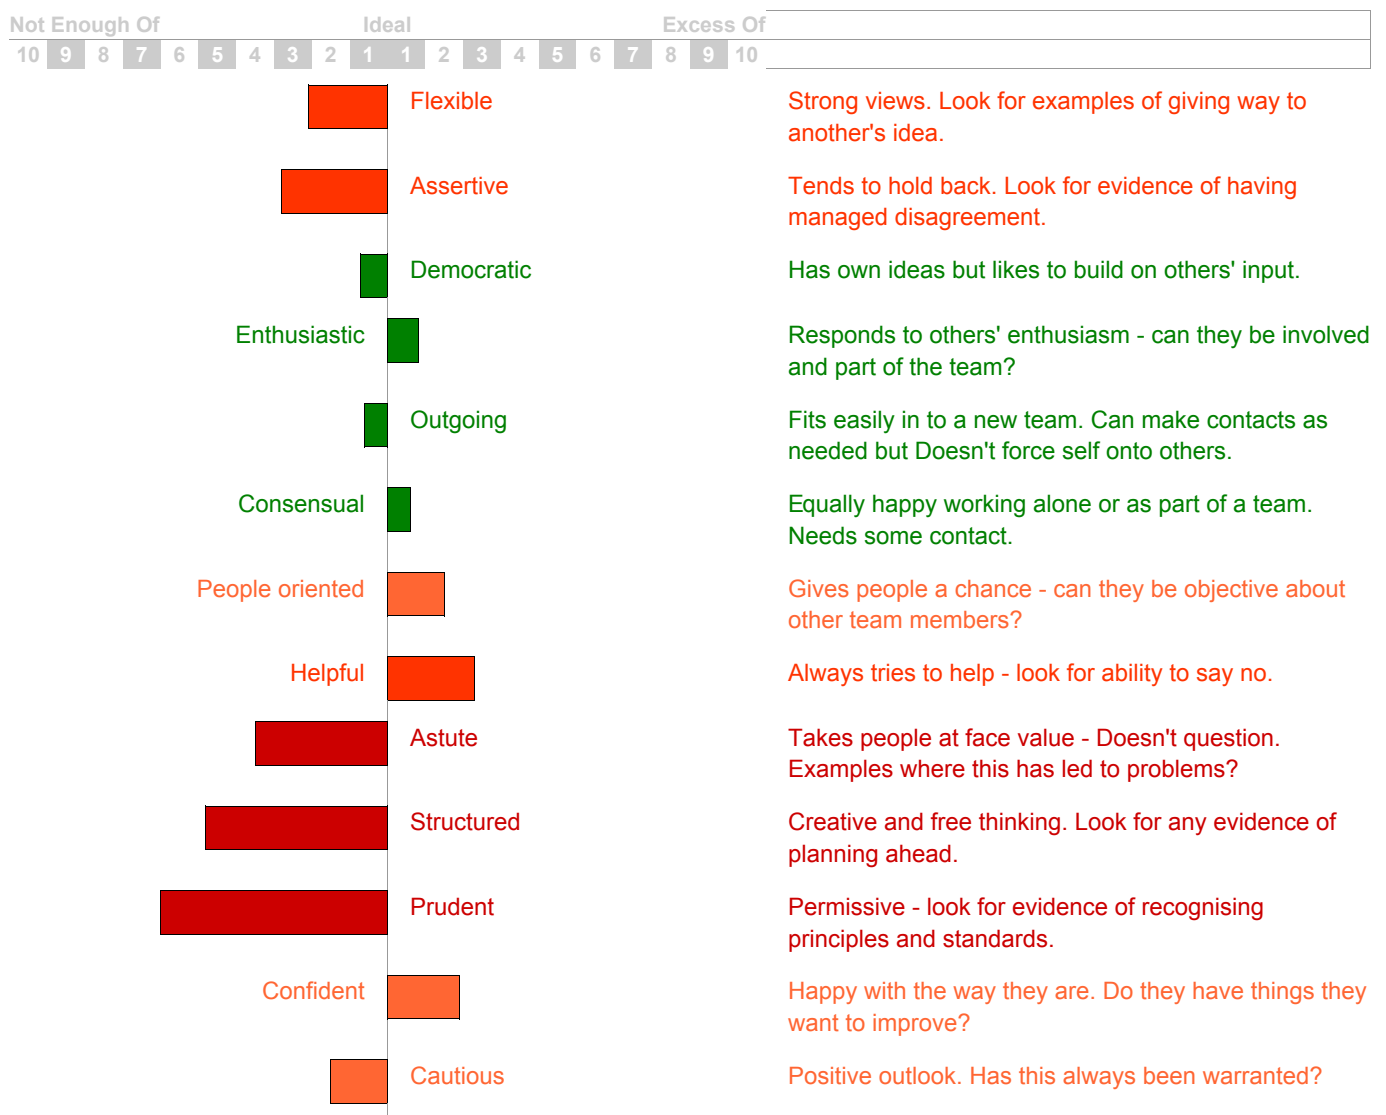 Not Enough Of Ideal Excess Of
10 9 8 7 6 5 4 3 2 1 1 2 3 4 5 6 7 8 9 10
Flexible Strong views. Look for examples of giving way to
another's idea.
Assertive Tends to hold back. Look for evidence of having
managed disagreement.
Democratic Has own ideas but likes to build on others' input.
Enthusiastic Responds to others' enthusiasm - can they be involved
and part of the team?
Outgoing Fits easily in to a new team. Can make contacts as
needed but Doesn't force self onto others.
Consensual Equally happy working alone or as part of a team.
Needs some contact.
People oriented Gives people a chance - can they be objective about
other team members?
Helpful Always tries to help - look for ability to say no.
Astute Takes people at face value - Doesn't question.
Examples where this has led to problems?
Structured Creative and free thinking. Look for any evidence of
planning ahead.
Prudent Permissive - look for evidence of recognising
principles and standards.
Confident Happy with the way they are. Do they have things they
want to improve?
Cautious Positive outlook. Has this always been warranted?